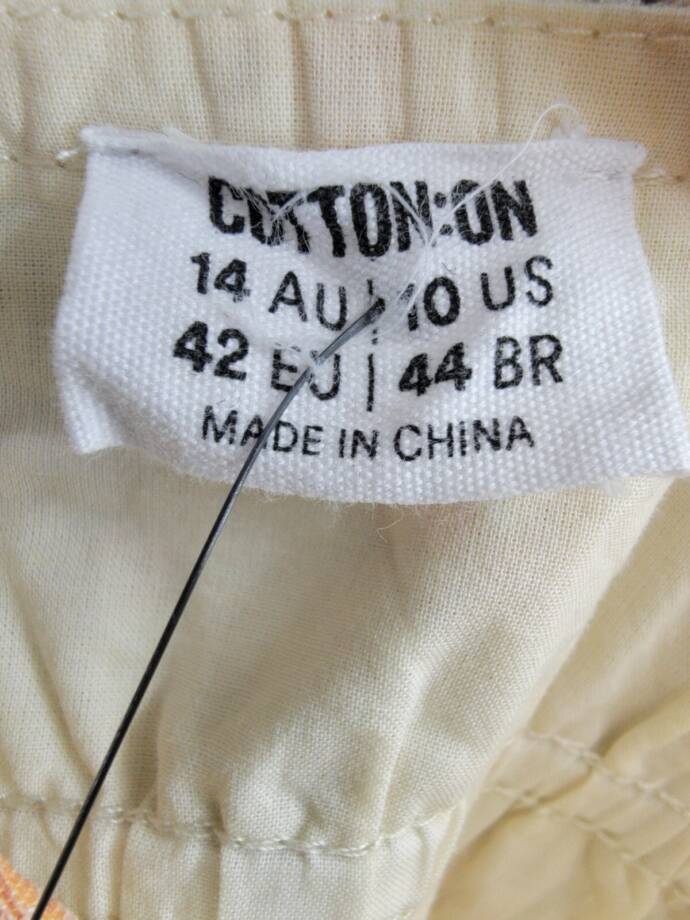 COTTON:ON
14 AU | 10 US
42 EU | 44 BR
MADE IN CHINA